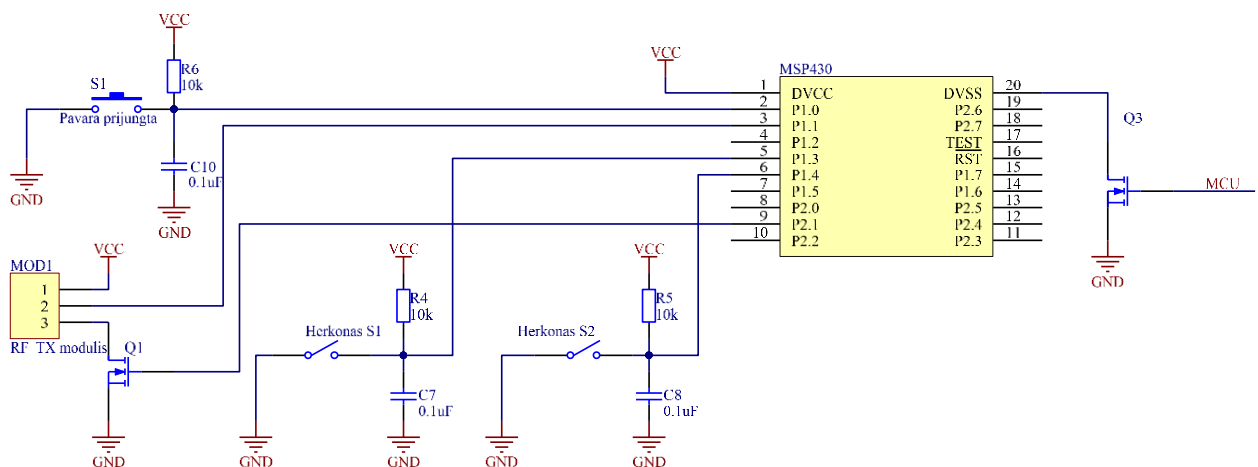 VCC
R6
10k
S1
Pavara prijungta
C10
0.1uF
GND
GND
VCC
MSP430
1 DVCC DVSS 20
2 P1.0 P2.6 19
3 P1.1 P2.7 18
4 P1.2 TEST 17
5 P1.3 RST 16
6 P1.4 P1.7 15
7 P1.5 P1.6 14
8 P2.0 P2.5 13
9 P2.1 P2.4 12
10 P2.2 P2.3 11
Q3
MCU
GND
VCC
MOD1
1
2
3
RF TX modulis
Q1
GND
VCC
R4
10k
Herkonas S1
C7
0.1uF
GND
GND
VCC
R5
10k
Herkonas S2
C8
0.1uF
GND
GND